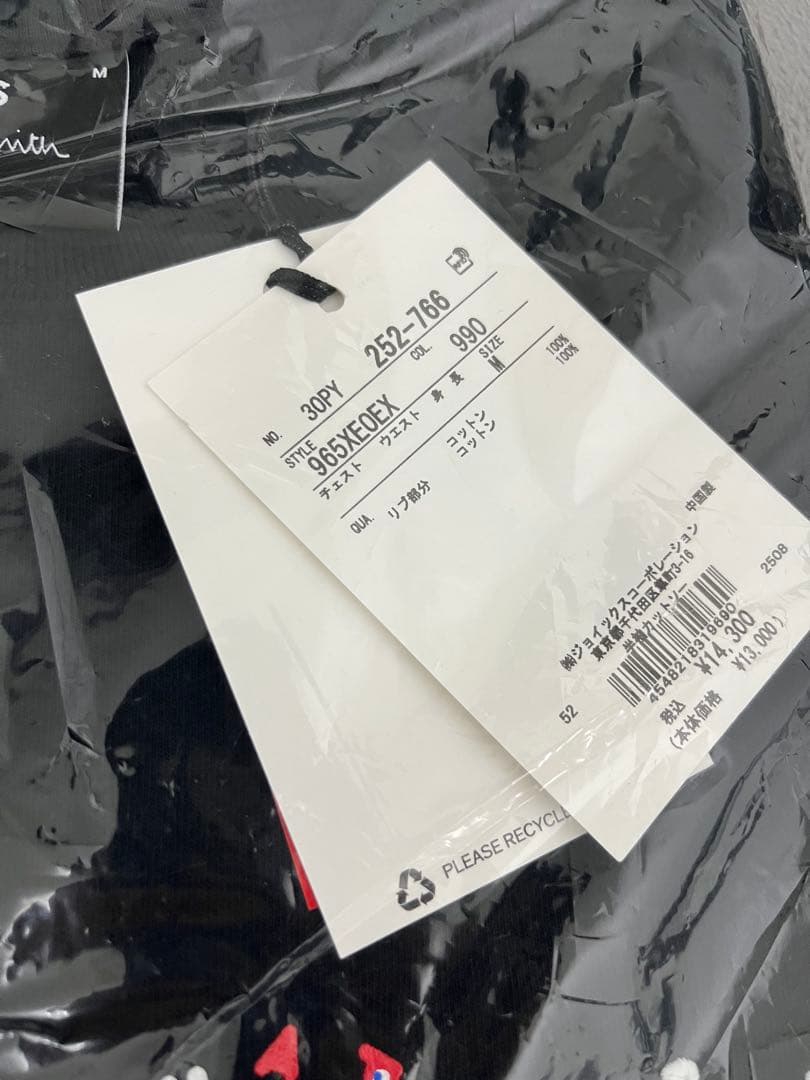 M
S
mith
NO. 30PY 252-766
STYLE COL. 990
965XE0EX SIZE
チェスト ウエスト 身長 M
QUA. コットン 100%
リブ部分 コットン 100%
中国製
㈱ジョイックスコーポレーション
東京都千代田区紀尾井町3-16
半袖カットソー
52 2508
4548218319690
税込 ¥14,300
(本体価格 ¥13,000)
PLEASE RECYCLE